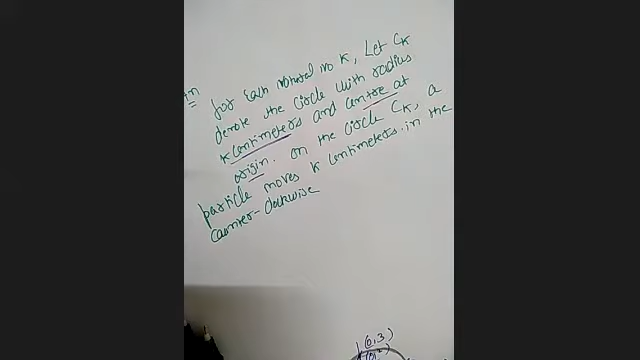 for Each natural no K, Let CK
denote the circle with radius
K centimeters and centre at
origin. on the circle CK, a
particle moves K centimeters in the
counter-clockwise
(0,3)